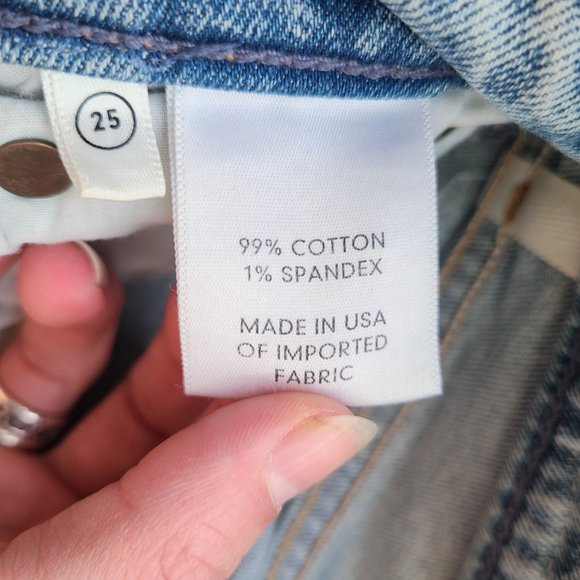 25
99% COTTON
1% SPANDEX
MADE IN USA
OF IMPORTED
FABRIC